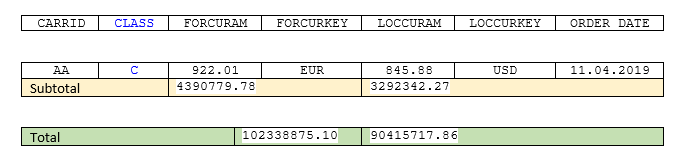 CARRID CLASS FORCURAM FORCURKEY LOCCURAM LOCCURKEY ORDER DATE
AA C 922.01 EUR 845.88 USD 11.04.2019
Subtotal 4390779.78 3292342.27
Total 102338875.10 90415717.86